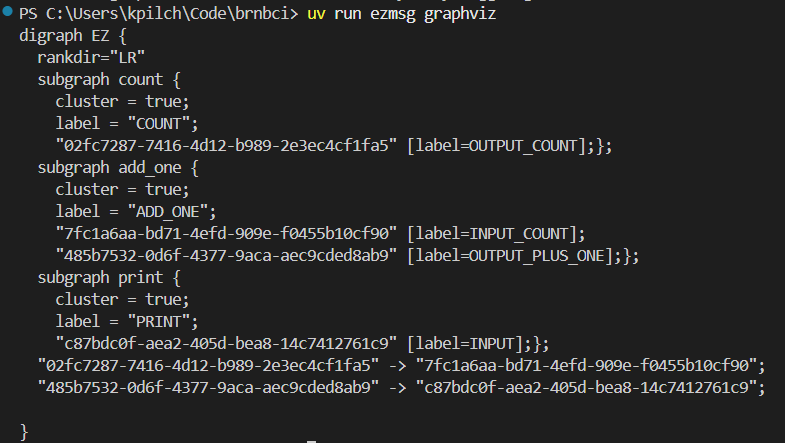 PS C:\Users\kpilch\Code\brnbci> uv run ezmsg graphviz
digraph EZ {
  rankdir="LR"
  subgraph count {
    cluster = true;
    label = "COUNT";
    "02fc7287-7416-4d12-b989-2e3ec4cf1fa5" [label=OUTPUT_COUNT];};
  subgraph add_one {
    cluster = true;
    label = "ADD_ONE";
    "7fc1a6aa-bd71-4efd-909e-f0455b10cf90" [label=INPUT_COUNT];
    "485b7532-0d6f-4377-9aca-aec9cded8ab9" [label=OUTPUT_PLUS_ONE];};
  subgraph print {
    cluster = true;
    label = "PRINT";
    "c87bdc0f-aea2-405d-bea8-14c7412761c9" [label=INPUT];};
  "02fc7287-7416-4d12-b989-2e3ec4cf1fa5" -> "7fc1a6aa-bd71-4efd-909e-f0455b10cf90";
  "485b7532-0d6f-4377-9aca-aec9cded8ab9" -> "c87bdc0f-aea2-405d-bea8-14c7412761c9";

}